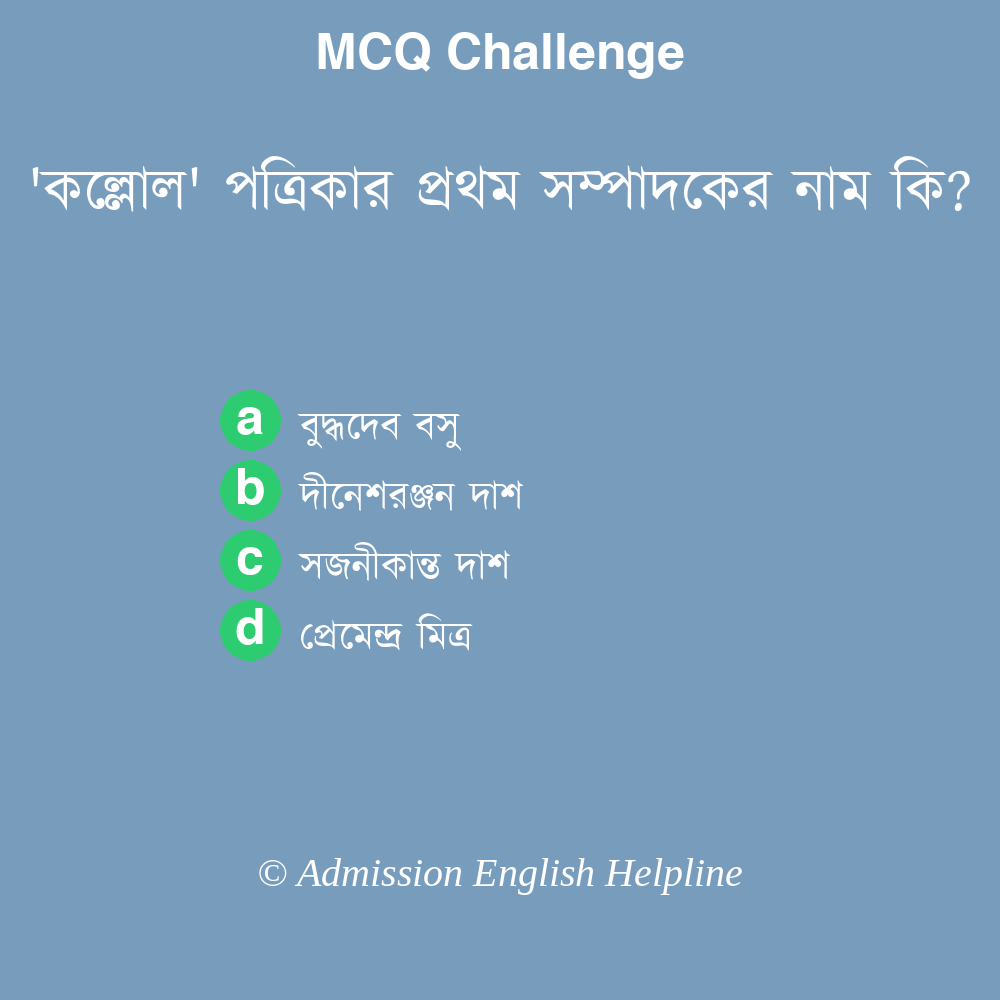 MCQ Challenge
'কল্লোল' পত্রিকার প্রথম সম্পাদকের নাম কি?
a বুদ্ধদেব বসু
b দীনেশরঞ্জন দাশ
c সজনীকান্ত দাশ
d প্রেমেন্দ্র মিত্র
© Admission English Helpline